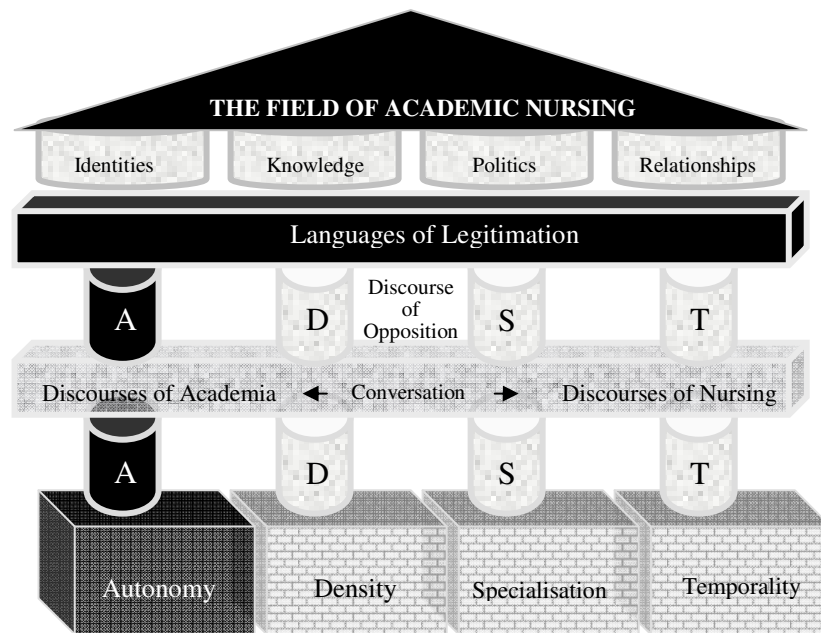 THE FIELD OF ACADEMIC NURSING
Identities Knowledge Politics Relationships
Languages of Legitimation
Discourse
of
Opposition
A D S T
Discourses of Academia Conversation Discourses of Nursing
A D S T
Autonomy Density Specialisation Temporality